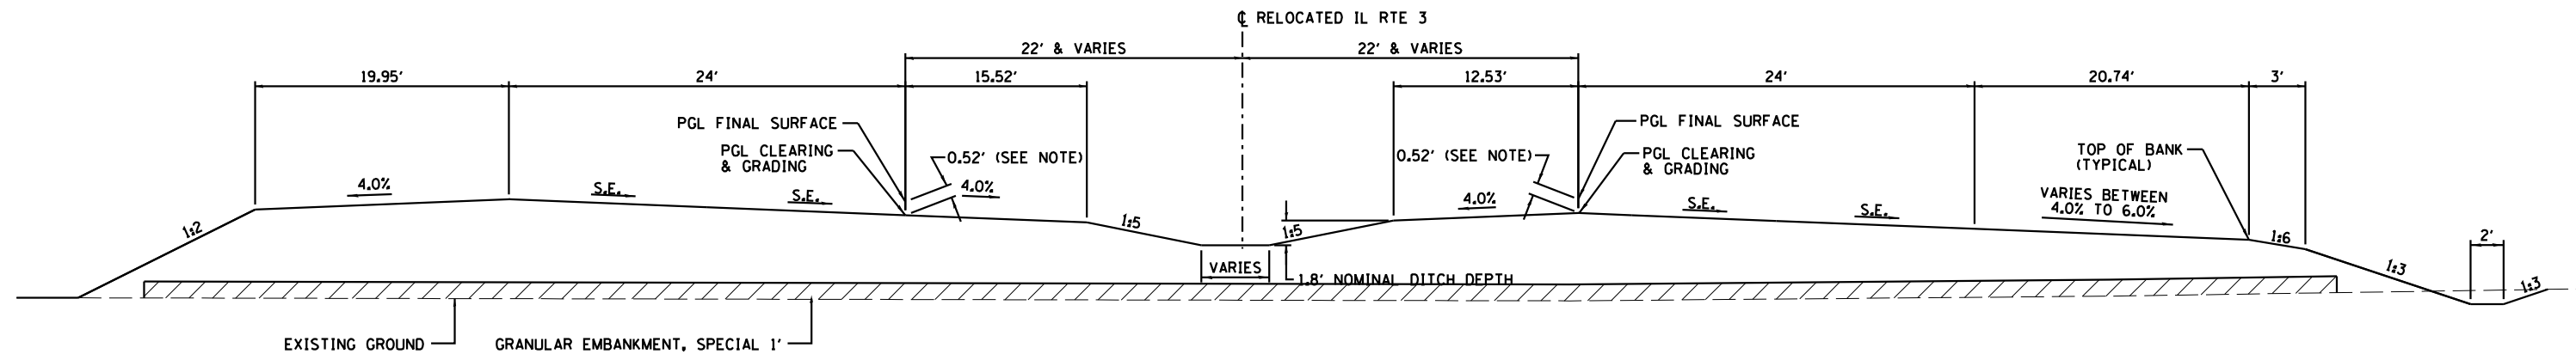 ℄ RELOCATED IL RTE 3
22' & VARIES
22' & VARIES
19.95'
24'
15.52'
12.53'
24'
20.74'
3'
PGL FINAL SURFACE
PGL CLEARING
& GRADING
0.52' (SEE NOTE)
0.52' (SEE NOTE)
PGL FINAL SURFACE
PGL CLEARING
& GRADING
TOP OF BANK
(TYPICAL)
4.0%
S.E.
S.E.
4.0%
4.0%
S.E.
S.E.
VARIES BETWEEN
4.0% TO 6.0%
1:2
1:5
1:5
1:6
2'
VARIES
1.8' NOMINAL DITCH DEPTH
1:3
1:3
EXISTING GROUND
GRANULAR EMBANKMENT, SPECIAL 1'